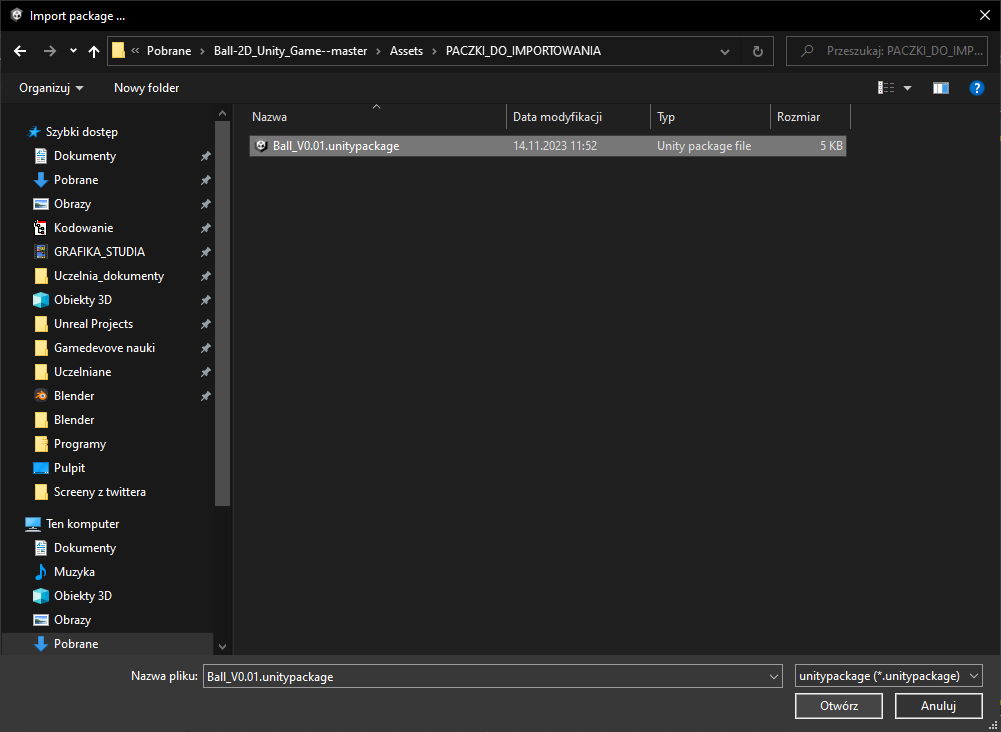 Import package ...
« Pobrane › Ball-2D_Unity_Game--master › Assets › PACZKI_DO_IMPORTOWANIA
Przeszukaj: PACZKI_DO_IMP...
Organizuj
Nowy folder
Szybki dostęp
Dokumenty
Pobrane
Obrazy
Kodowanie
GRAFIKA_STUDIA
Uczelnia_dokumenty
Obiekty 3D
Unreal Projects
Gamedevove nauki
Uczelniane
Blender
Blender
Programy
Pulpit
Screeny z twittera
Ten komputer
Dokumenty
Muzyka
Obiekty 3D
Obrazy
Pobrane
Nazwa Data modyfikacji Typ Rozmiar
Ball_V0.01.unitypackage 14.11.2023 11:52 Unity package file 5 KB
Nazwa pliku: Ball_V0.01.unitypackage unitypackage (*.unitypackage)
Otwórz Anuluj